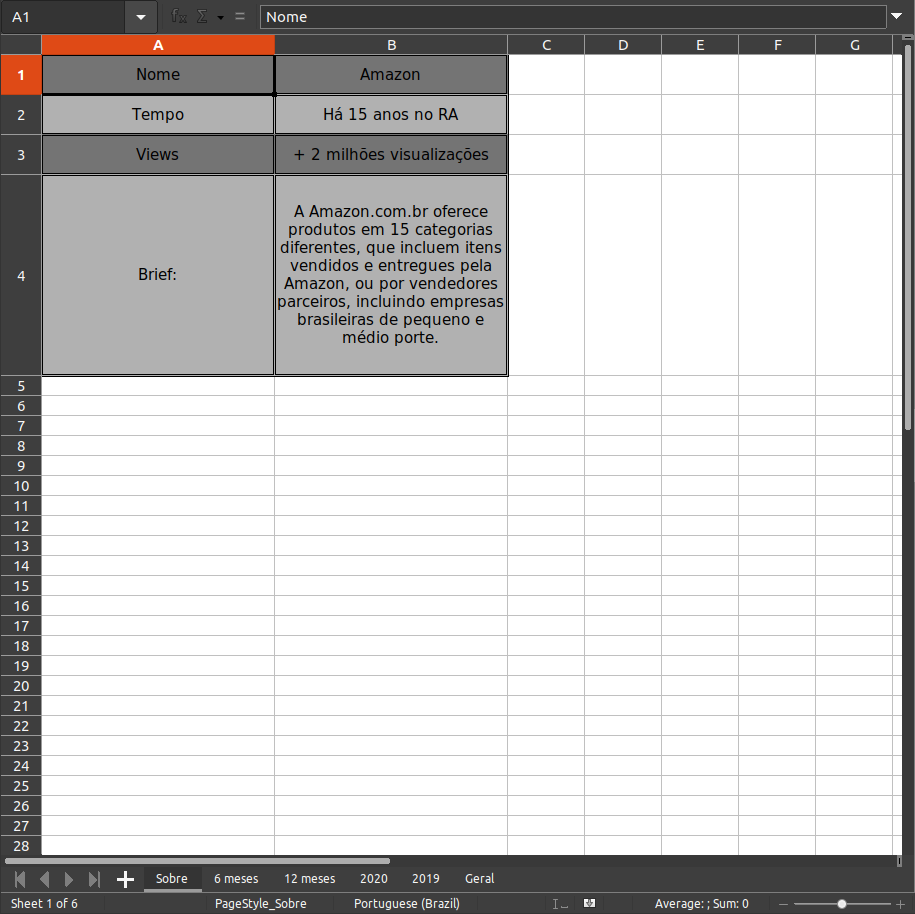 A1 fx Σ = Nome
A B C D E F G
1 Nome Amazon
2 Tempo Há 15 anos no RA
3 Views + 2 milhões visualizações
4 Brief:
A Amazon.com.br oferece
produtos em 15 categorias
diferentes, que incluem itens
vendidos e entregues pela
Amazon, ou por vendedores
parceiros, incluindo empresas
brasileiras de pequeno e
médio porte.
5
6
7
8
9
10
11
12
13
14
15
16
17
18
19
20
21
22
23
24
25
26
27
28
Sobre 6 meses 12 meses 2020 2019 Geral
Sheet 1 of 6 PageStyle_Sobre Portuguese (Brazil) Average: ; Sum: 0